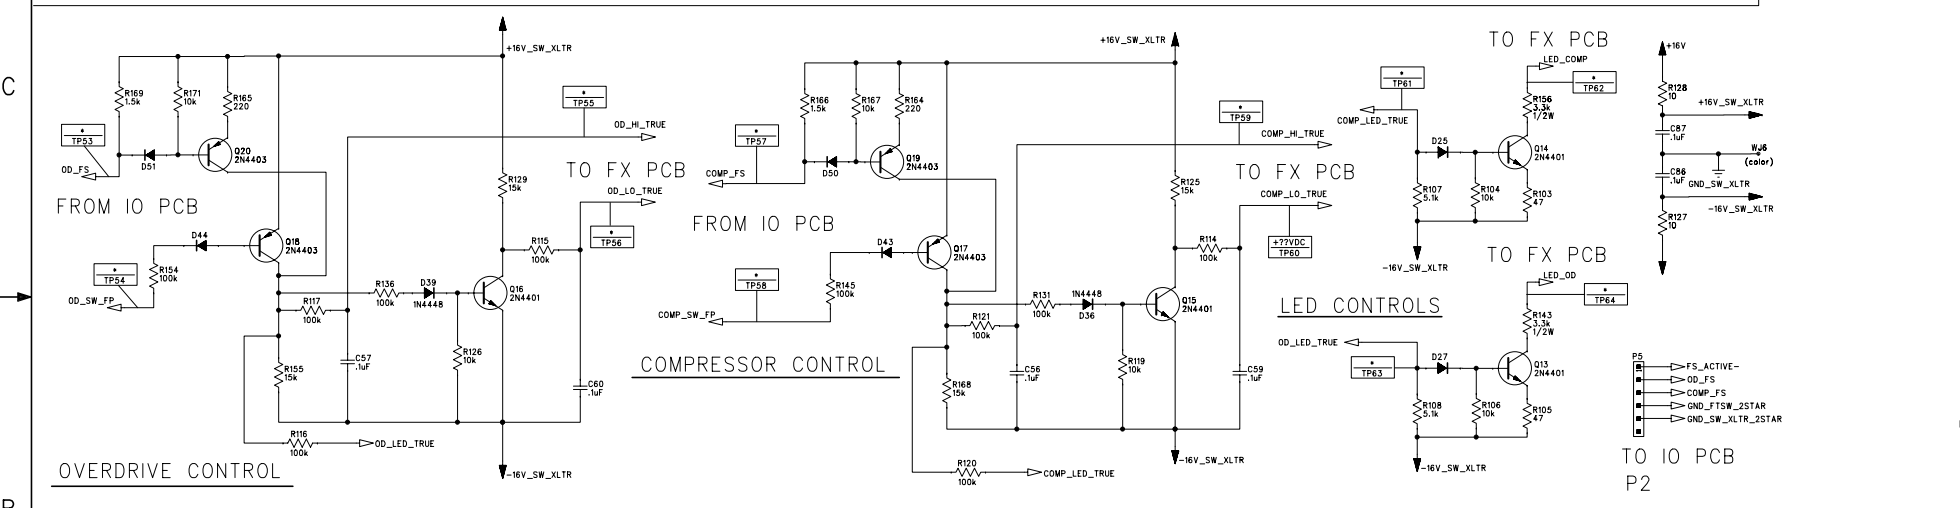 C
+16V_SW_XLTR
R169
1.5k
R171
10k
R165
220
*
TP53
OD_FS
D51
Q20
2N4403
FROM IO PCB
*
TP55
OD_HI_TRUE
TO FX PCB
OD_LO_TRUE
*
TP56
R129
15k
D44
Q18
2N4403
R154
100k
*
TP54
OD_SW_FP
R115
100k
R136
100k
D39
1N4448
Q16
2N4401
R117
100k
C57
.1uF
R126
10k
R155
15k
C60
.1uF
R116
100k
OD_LED_TRUE
-16V_SW_XLTR
OVERDRIVE CONTROL
+16V_SW_XLTR
R166
1.5k
R167
10k
R164
220
*
TP57
COMP_FS
D50
Q19
2N4403
FROM IO PCB
*
TP59
COMP_HI_TRUE
TO FX PCB
COMP_LO_TRUE
+??VDC
TP60
R125
15k
D43
Q17
2N4403
R145
100k
*
TP58
COMP_SW_FP
R114
100k
R131
100k
1N4448
D36
Q15
2N4401
R121
100k
C56
.1uF
R119
10k
R168
15k
C59
.1uF
R120
100k
COMP_LED_TRUE
-16V_SW_XLTR
COMPRESSOR CONTROL
TO FX PCB
LED_COMP
*
TP61
*
TP62
COMP_LED_TRUE
R156
3.3k
1/2W
D25
Q14
2N4401
R107
5.1k
R104
10k
R103
47
-16V_SW_XLTR
TO FX PCB
LED_OD
*
TP64
LED CONTROLS
R143
3.3k
1/2W
OD_LED_TRUE
*
TP63
D27
Q13
2N4401
R108
5.1k
R106
10k
R105
47
-16V_SW_XLTR
+16V
R128
10
+16V_SW_XLTR
C87
.1uF
WJ6
(color)
C86
.1uF
GND_SW_XLTR
-16V_SW_XLTR
R127
10
P5
FS_ACTIVE-
OD_FS
COMP_FS
GND_FTSW_2STAR
GND_SW_XLTR_2STAR
TO IO PCB
P2